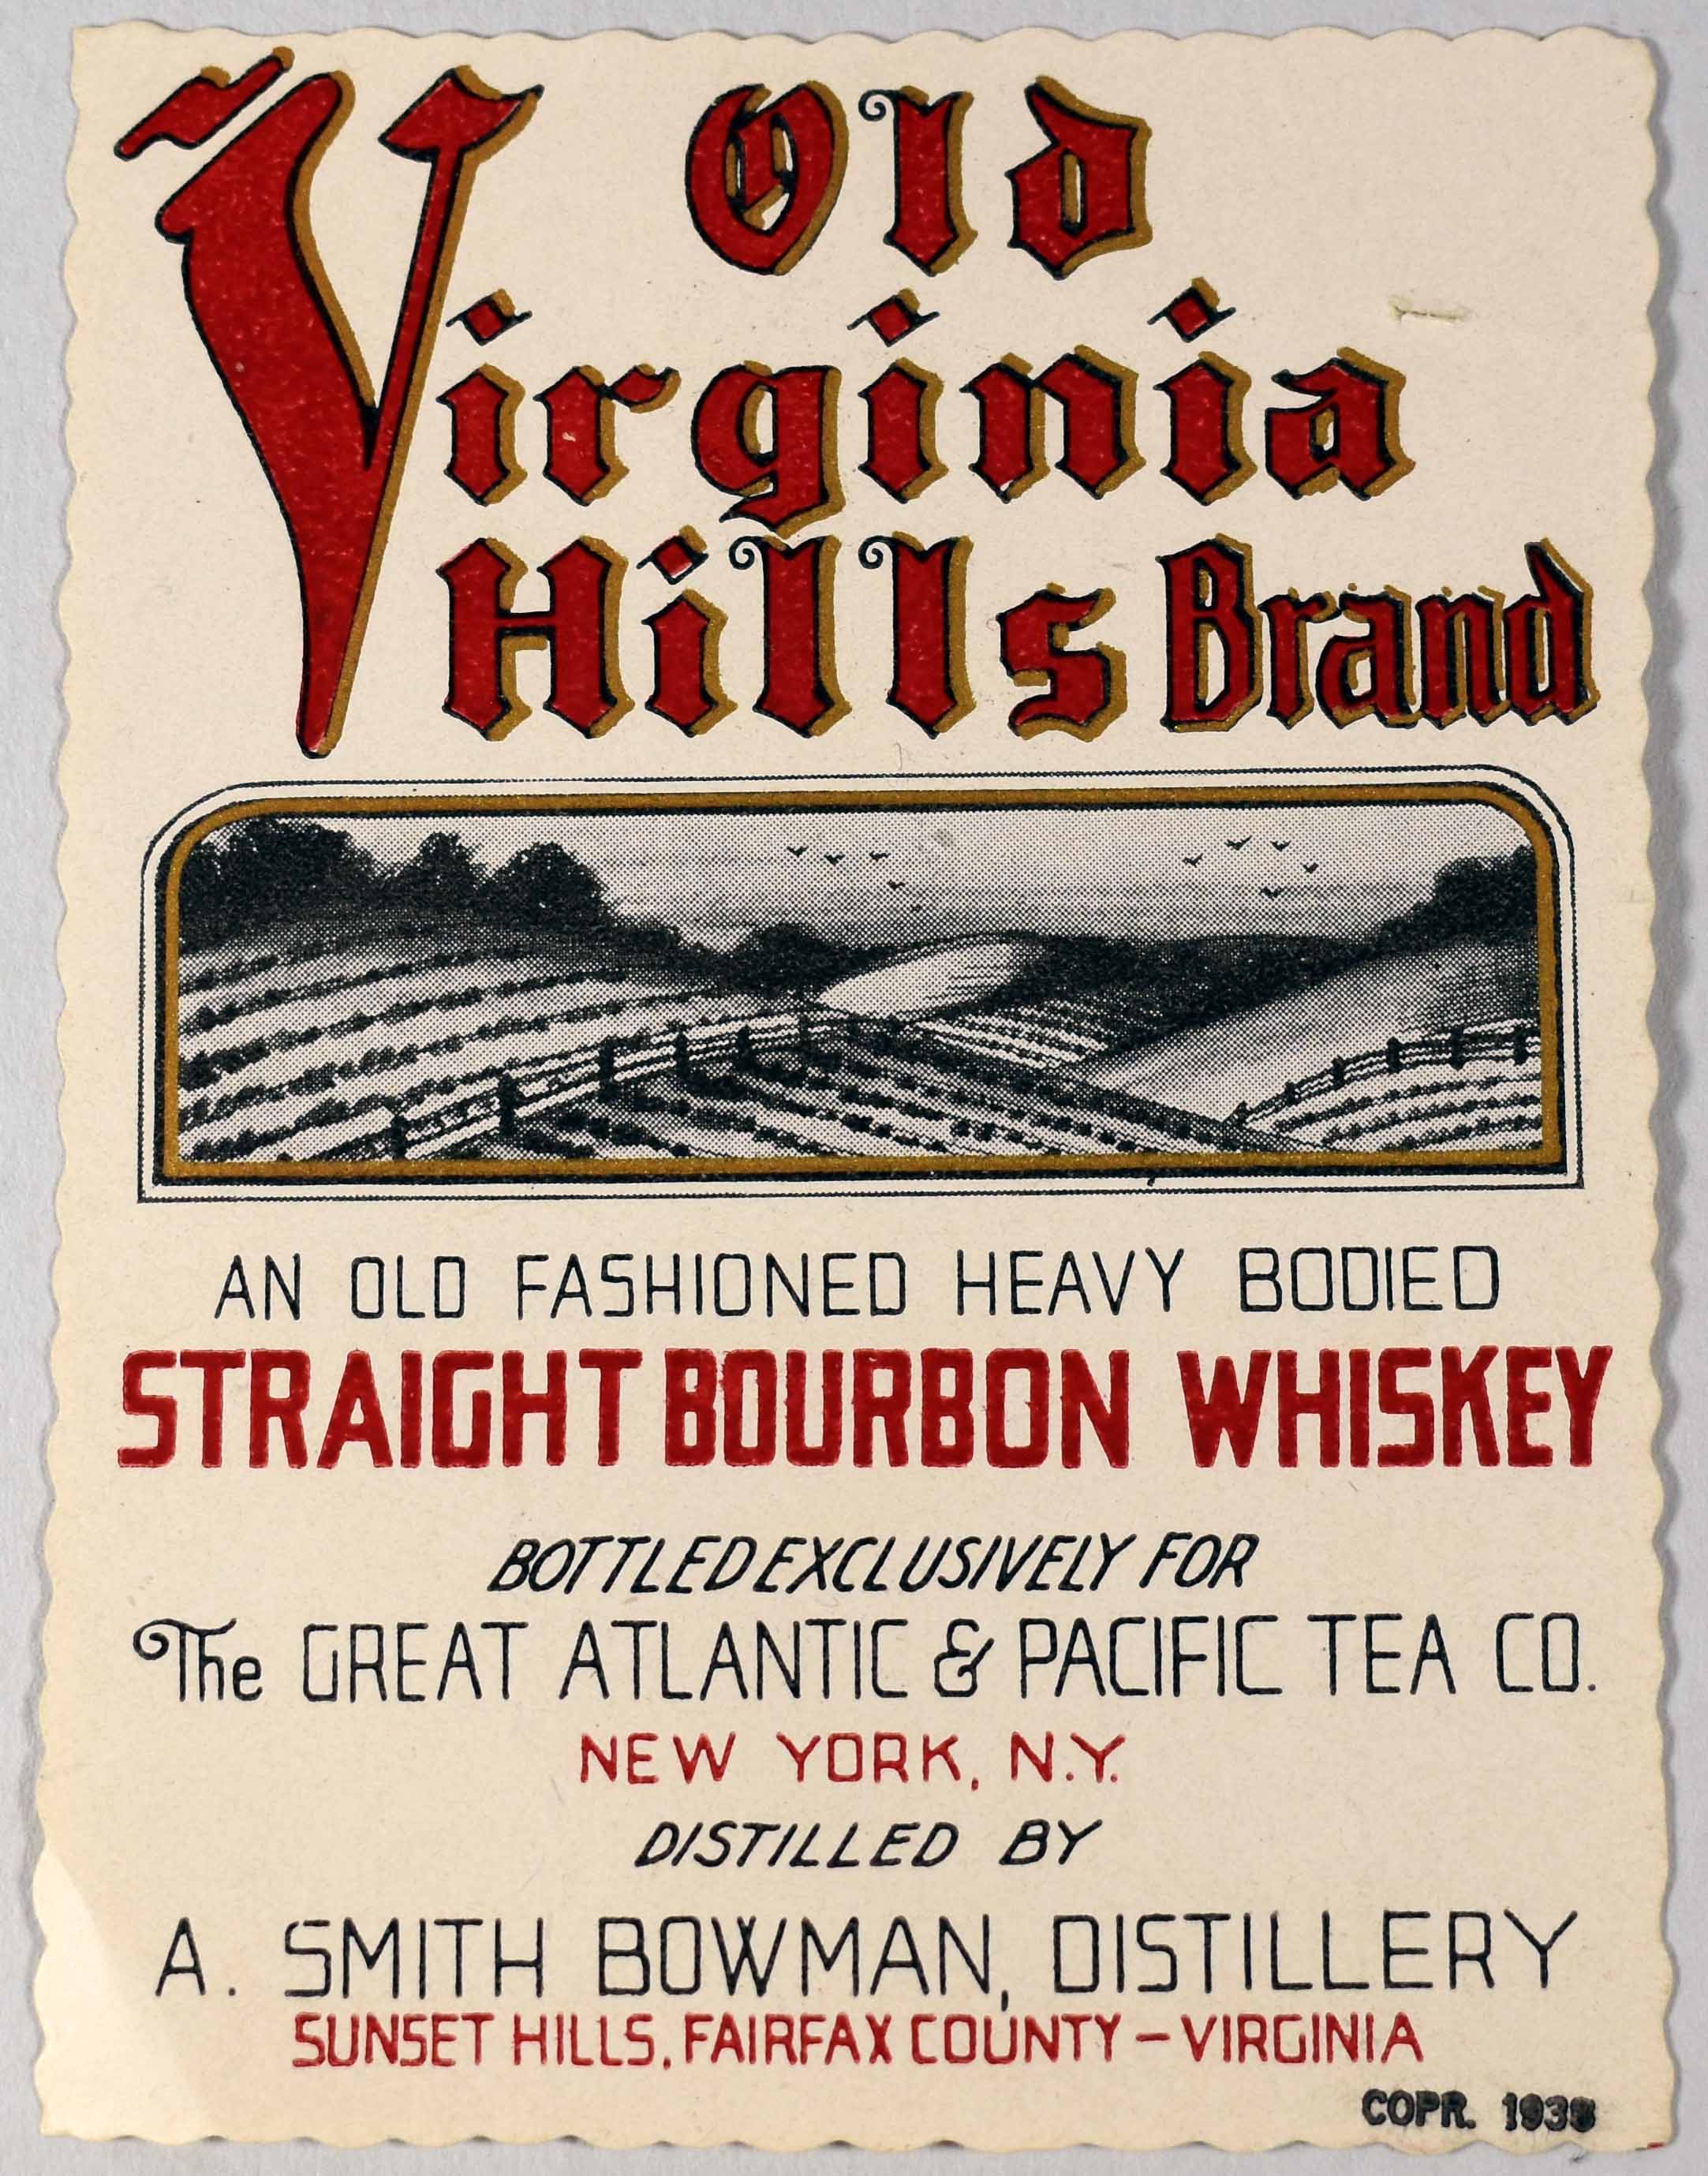 Old
Virginia
Hills Brand
AN OLD FASHIONED HEAVY BODIED
STRAIGHT BOURBON WHISKEY
BOTTLED EXCLUSIVELY FOR
The GREAT ATLANTIC & PACIFIC TEA CO.
NEW YORK, N.Y.
DISTILLED BY
A. SMITH BOWMAN, DISTILLERY
SUNSET HILLS, FAIRFAX COUNTY – VIRGINIA
COPR.